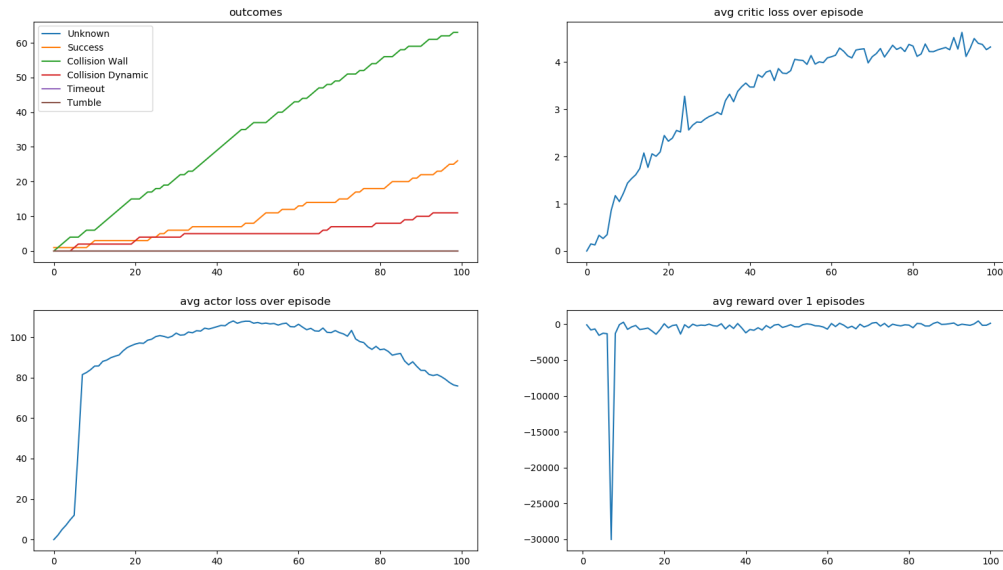 outcomes
Unknown
Success
Collision Wall
Collision Dynamic
Timeout
Tumble
60
50
40
30
20
10
0
0 20 40 60 80 100
avg critic loss over episode
4
3
2
1
0
0 20 40 60 80 100
avg actor loss over episode
100
80
60
40
20
0
0 20 40 60 80 100
avg reward over 1 episodes
0
−5000
−10000
−15000
−20000
−25000
−30000
0 20 40 60 80 100